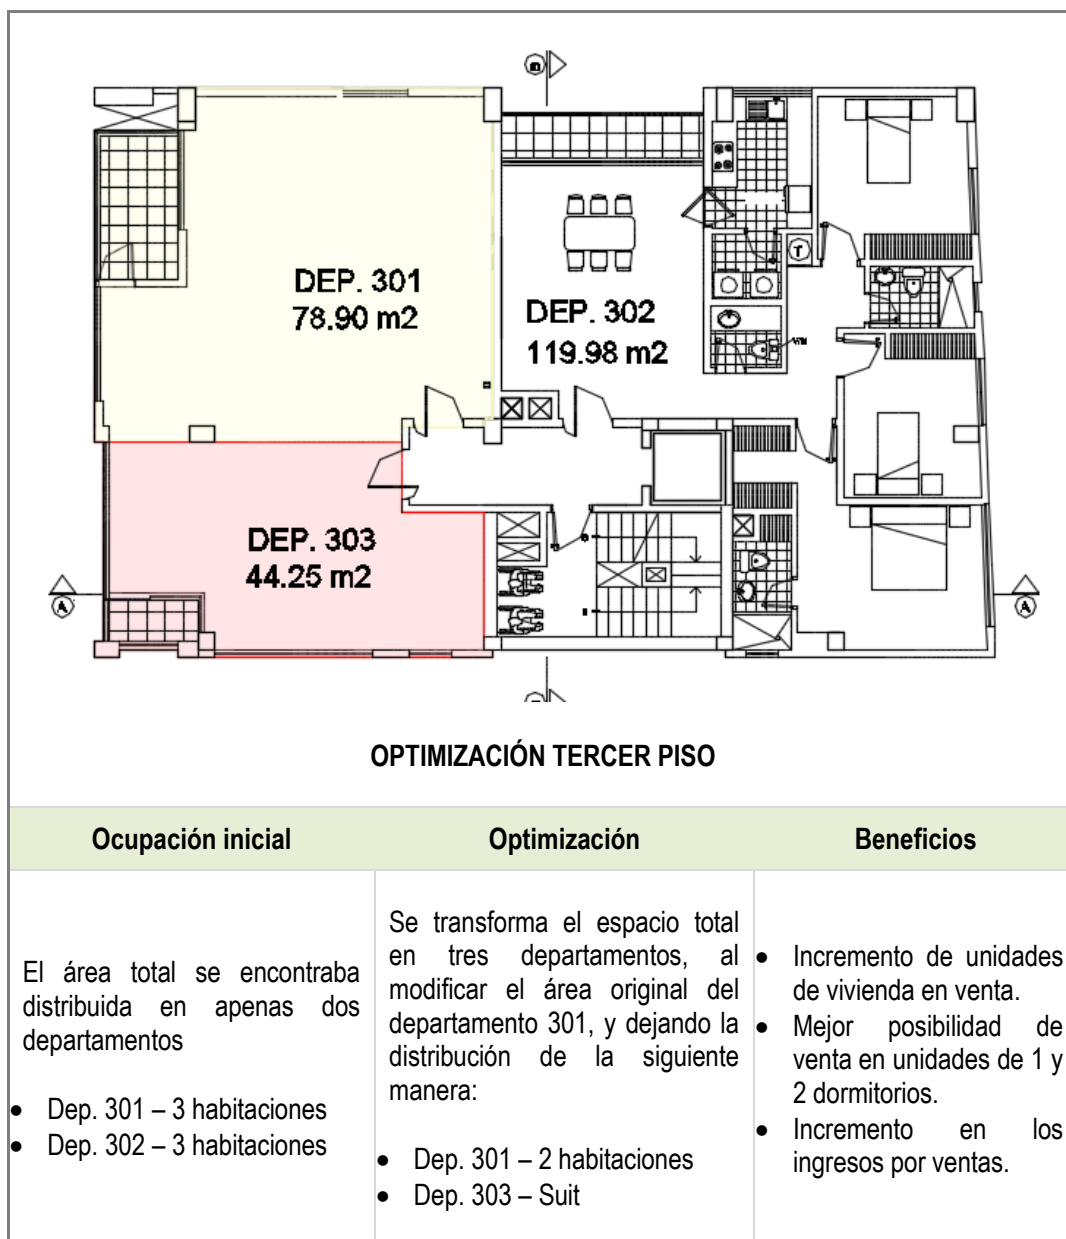 B
DEP. 301
78.90 m2
T
DEP. 302
119.98 m2
DEP. 303
44.25 m2
A
A
OPTIMIZACIÓN TERCER PISO
Ocupación inicial
Optimización
Beneficios
El área total se encontraba
distribuida en apenas dos
departamentos
• Dep. 301 – 3 habitaciones
• Dep. 302 – 3 habitaciones
Se transforma el espacio total
en tres departamentos, al
modificar el área original del
departamento 301, y dejando la
distribución de la siguiente
manera:
• Dep. 301 – 2 habitaciones
• Dep. 303 – Suit
• Incremento de unidades
de vivienda en venta.
• Mejor posibilidad de
venta en unidades de 1 y
2 dormitorios.
• Incremento en los
ingresos por ventas.